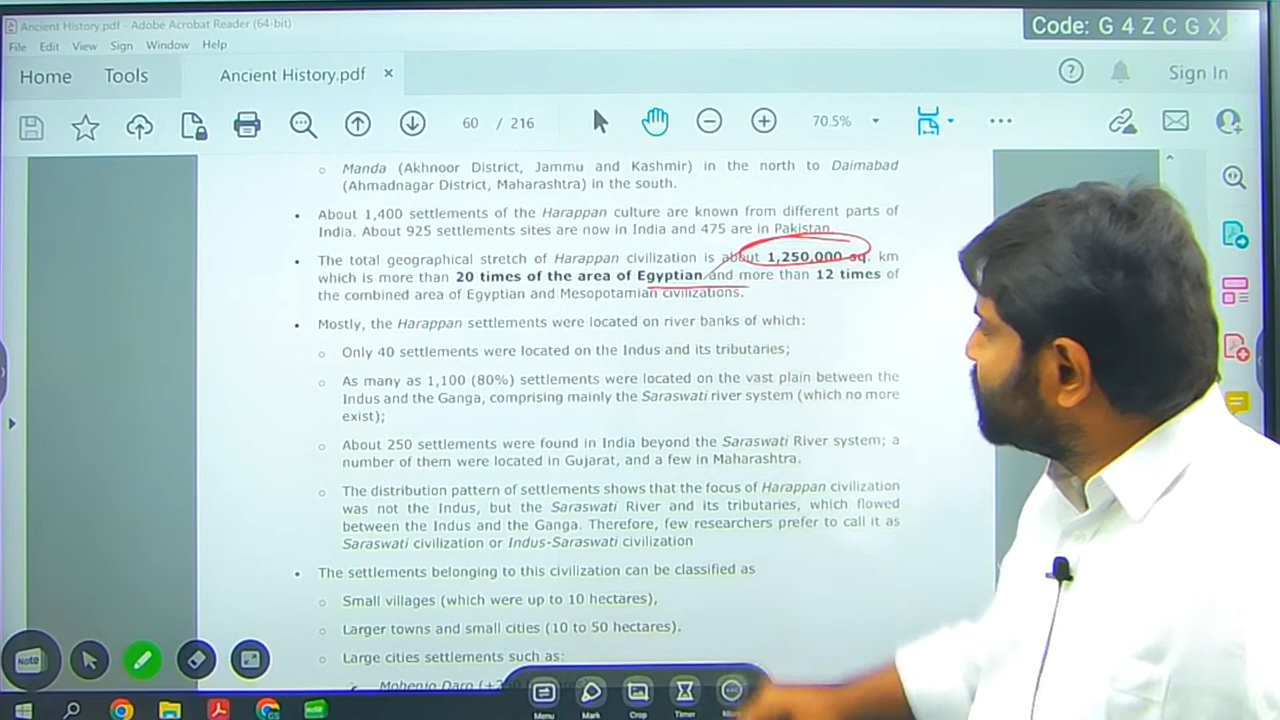 Ancient History.pdf - Adobe Acrobat Reader (64-bit)
Code: G 4 Z C G X
File Edit View Sign Window Help
Home Tools Ancient History.pdf × Sign In
60 / 216 70.5%
Manda (Akhnoor District, Jammu and Kashmir) in the north to Daimabad
(Ahmadnagar District, Maharashtra) in the south.
About 1,400 settlements of the Harappan culture are known from different parts of
India. About 925 settlements sites are now in India and 475 are in Pakistan.
The total geographical stretch of Harappan civilization is about 1,250,000 sq. km
which is more than 20 times of the area of Egyptian and more than 12 times of
the combined area of Egyptian and Mesopotamian civilizations.
Mostly, the Harappan settlements were located on river banks of which:
Only 40 settlements were located on the Indus and its tributaries;
As many as 1,100 (80%) settlements were located on the vast plain between the
Indus and the Ganga, comprising mainly the Saraswati river system (which no more
exist);
About 250 settlements were found in India beyond the Saraswati River system; a
number of them were located in Gujarat, and a few in Maharashtra.
The distribution pattern of settlements shows that the focus of Harappan civilization
was not the Indus, but the Saraswati River and its tributaries, which flowed
between the Indus and the Ganga. Therefore, few researchers prefer to call it as
Saraswati civilization or Indus-Saraswati civilization
The settlements belonging to this civilization can be classified as
Small villages (which were up to 10 hectares),
Larger towns and small cities (10 to 50 hectares).
Large cities settlements such as:
Mohenjo Daro
Note
Menu Mark Crop Timer